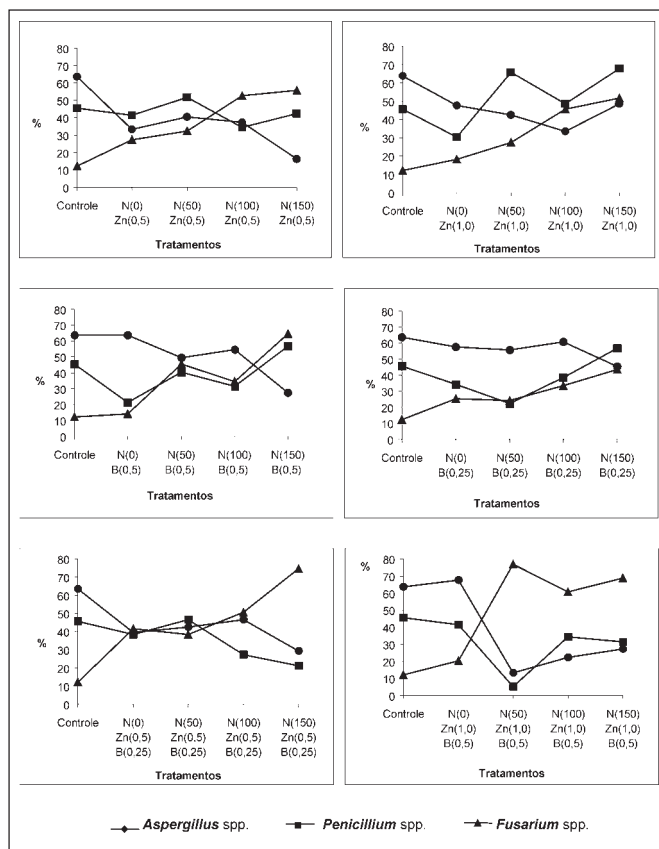 80
70
60
50
40
30
20
10
0
%
Controle N(0) N(50) N(100) N(150)
Zn(0,5) Zn(0,5) Zn(0,5) Zn(0,5)
Tratamentos
80
70
60
50
40
30
20
10
0
%
Controle N(0) N(50) N(100) N(150)
Zn(1,0) Zn(1,0) Zn(1,0) Zn(1,0)
Tratamentos
80
70
60
50
40
30
20
10
0
%
Controle N(0) N(50) N(100) N(150)
B(0,5) B(0,5) B(0,5) B(0,5)
Tratamentos
80
70
60
50
40
30
20
10
0
%
Controle N(0) N(50) N(100) N(150)
B(0,25) B(0,25) B(0,25) B(0,25)
Tratamentos
80
70
60
50
40
30
20
10
0
%
Controle N(0) N(50) N(100) N(150)
Zn(0,5) Zn(0,5) Zn(0,5) Zn(0,5)
B(0,25) B(0,25) B(0,25) B(0,25)
Tratamentos
80
70
60
50
40
30
20
10
0
%
Controle N(0) N(50) N(100) N(150)
Zn(1,0) Zn(1,0) Zn(1,0) Zn(1,0)
B(0,5) B(0,5) B(0,5) B(0,5)
Tratamentos
Aspergillus spp. Penicillium spp. Fusarium spp.